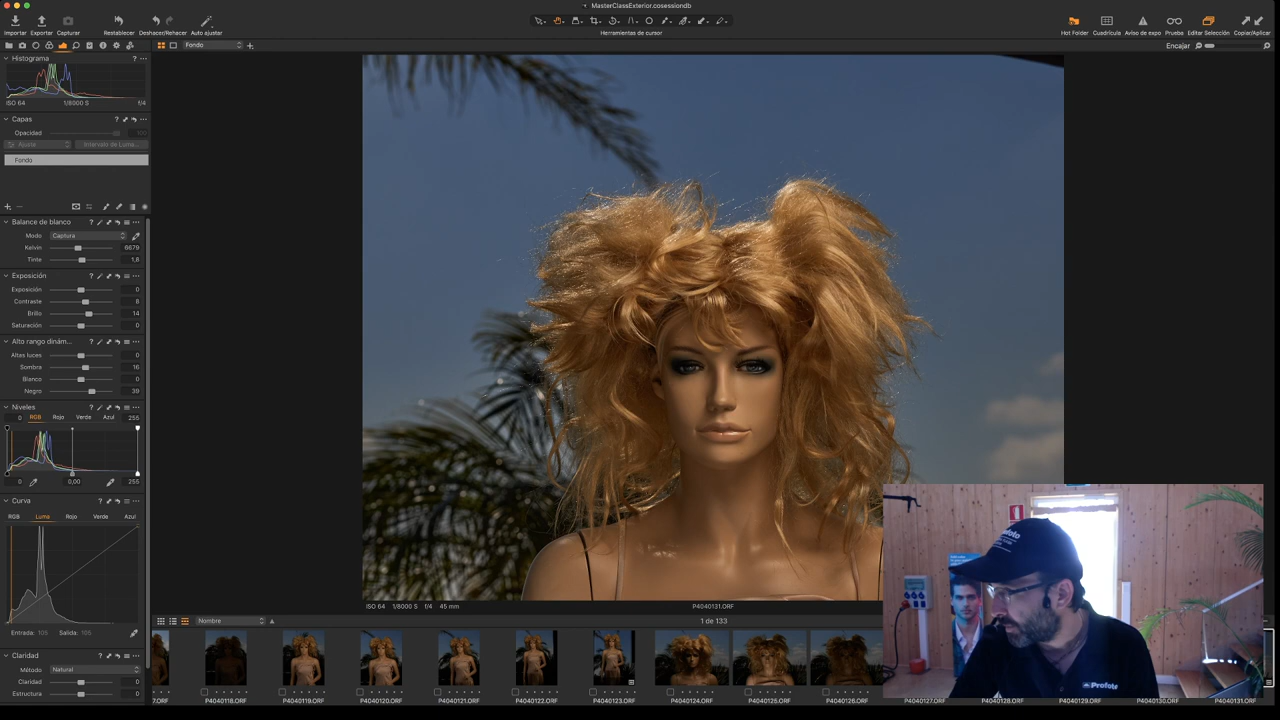 MasterClassExterior.cosessiondb
Importar Exportar Capturar Restablecer Deshacer/Rehacer Auto ajustar Herramientas de cursor Hot Folder Cuadrícula Aviso de expo Prueba Editar Selección Copiar/Aplicar
Fondo
Encajar
Histograma
ISO 64 1/8000 S f/4
Capas
Opacidad 100
Ajuste Intervalo de Luma...
Fondo
Balance de blanco
Modo Captura
Kelvin 6679
Tinte 1,8
Exposición
Exposición 0
Contraste 8
Brillo 14
Saturación 0
Alto rango dinám...
Altas luces 0
Sombra 16
Blanco 0
Negro 39
Niveles
0 RGB Rojo Verde Azul 255
0 0,00 255
Curva
RGB Luma Rojo Verde Azul
Entrada: 105 Salida: 105
Claridad
Método Natural
Claridad 0
Estructura 0
ISO 64 1/8000 S f/4 45 mm P4040131.ORF
Nombre 1 de 133
P4040118.ORF P4040119.ORF P4040120.ORF P4040121.ORF P4040122.ORF P4040123.ORF P4040124.ORF P4040125.ORF P4040126.ORF P4040127.ORF P4040128.ORF P4040129.ORF P4040130.ORF P4040131.ORF
Profoto
Profoto